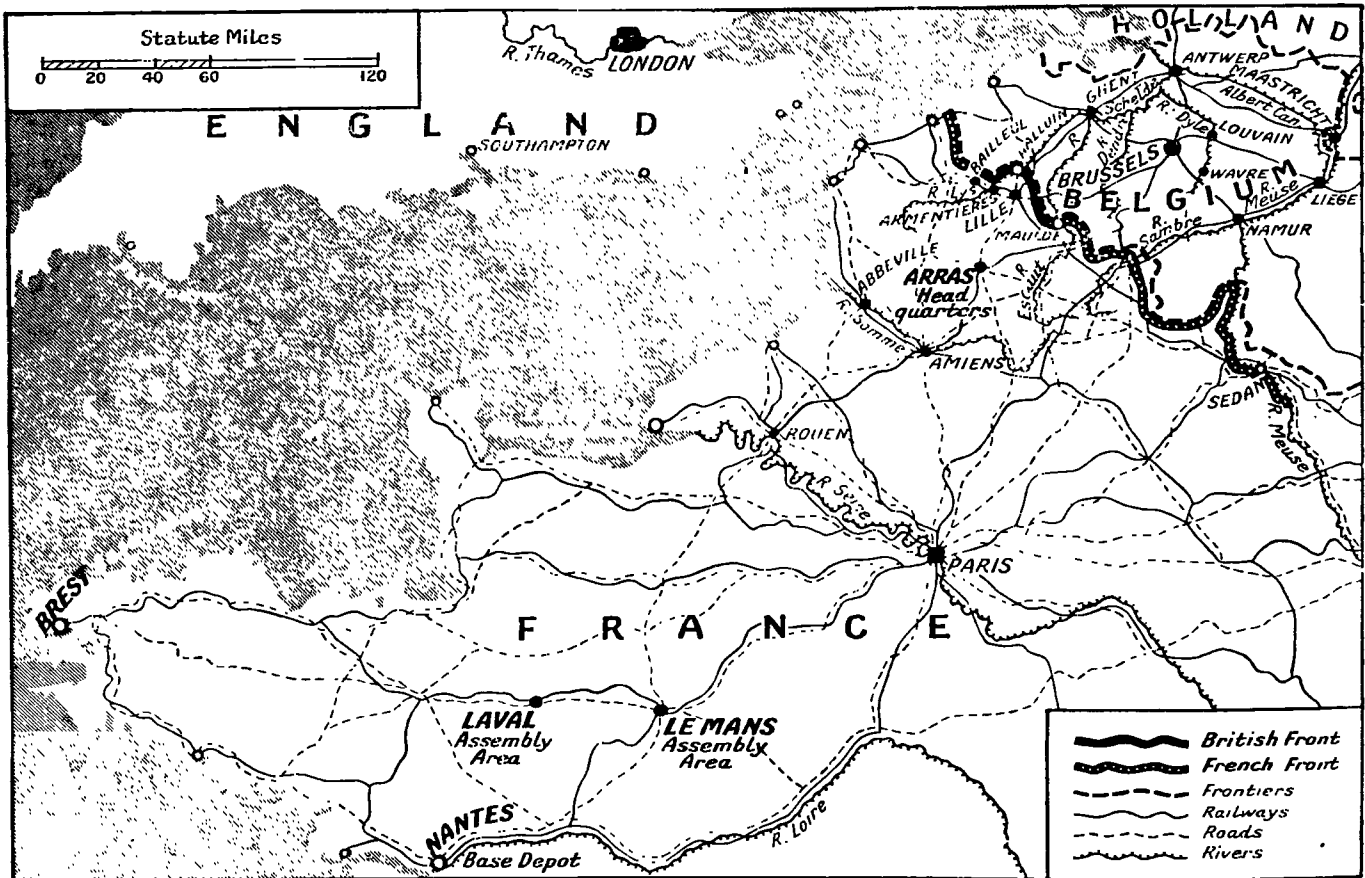 Statute Miles
0 20 40 60 120
R. Thames
LONDON
HOLLAND
ANTWERP
MAASTRICHT
Albert Can.
GHENT
R. Scheldt
R. Dyle
LOUVAIN
ENGLAND
SOUTHAMPTON
BAILLEUL
HALLUIN
R. Dendre
BRUSSELS
WAVRE
R. Lys
ARMENTIERES
LILLE
BELGIUM
R. Meuse
LIEGE
MAULDE
R. Sambre
NAMUR
ABBEVILLE
ARRAS
Head
quarters
R. Escaut
R. Somme
AMIENS
SEDAN
R. Meuse
ROUEN
R. Seine
PARIS
BREST
FRANCE
LAVAL
Assembly
Area
LE MANS
Assembly
Area
NANTES
Base Depot
R. Loire
British Front
French Front
Frontiers
Railways
Roads
Rivers